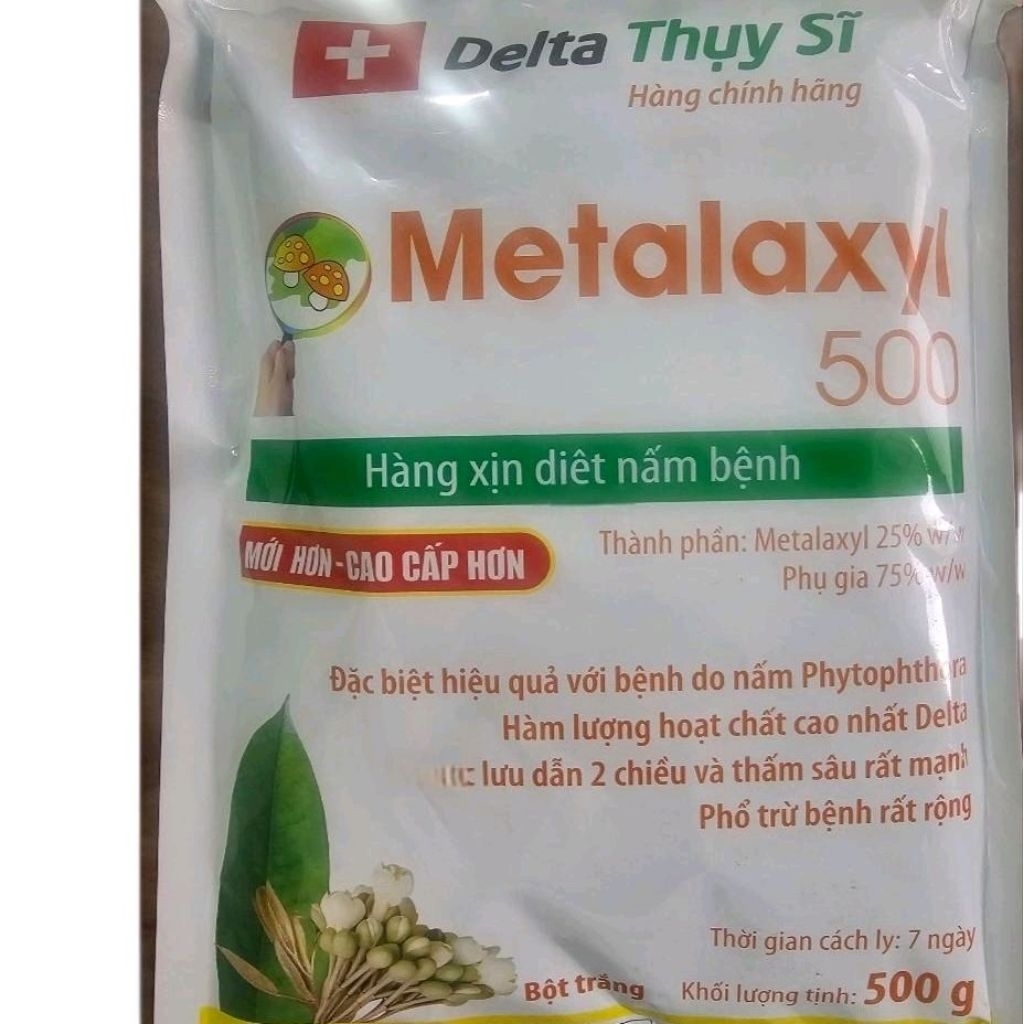 Delta Thụy Sĩ
Hàng chính hãng
Metalaxyl
500
Hàng xịn diêt nấm bệnh
MỚI HƠN-CAO CẤP HƠN
Thành phần: Metalaxyl 25% w/w
Phụ gia 75% w/w
Đặc biệt hiệu quả với bệnh do nấm Phytophthora
Hàm lượng hoạt chất cao nhất Delta
lưu dẫn 2 chiều và thấm sâu rất mạnh
Phổ trừ bệnh rất rộng
Thời gian cách ly: 7 ngày
Bột trắng Khối lượng tịnh: 500 g